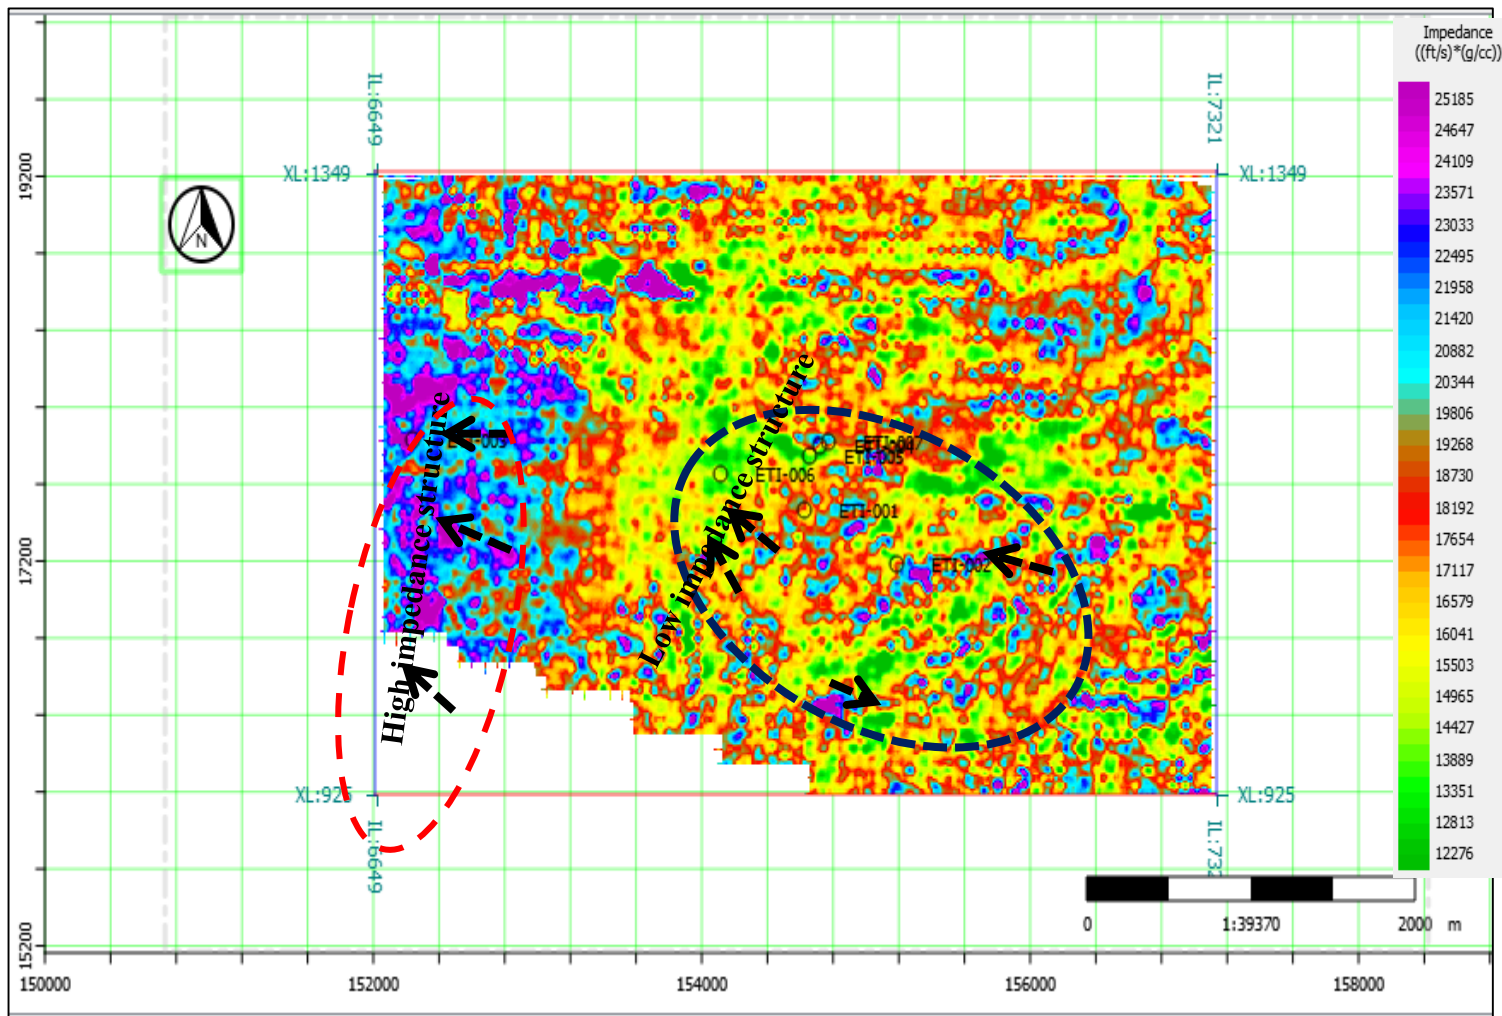 Impedance
((ft/s)*(g/cc))
25185
24647
24109
23571
23033
22495
21958
21420
20882
20344
19806
19268
18730
18192
17654
17117
16579
16041
15503
14965
14427
13889
13351
12813
12276
IL:6649
IL:7321
XL:1349
XL:1349
19200
N
High impedance structure
Low impedance structure
ETI-007
ETI-005
ETI-006
ETI-001
ETI-002
17200
XL:925
XL:925
IL:6649
0
1:39370
2000 m
15200
150000
152000
154000
156000
158000